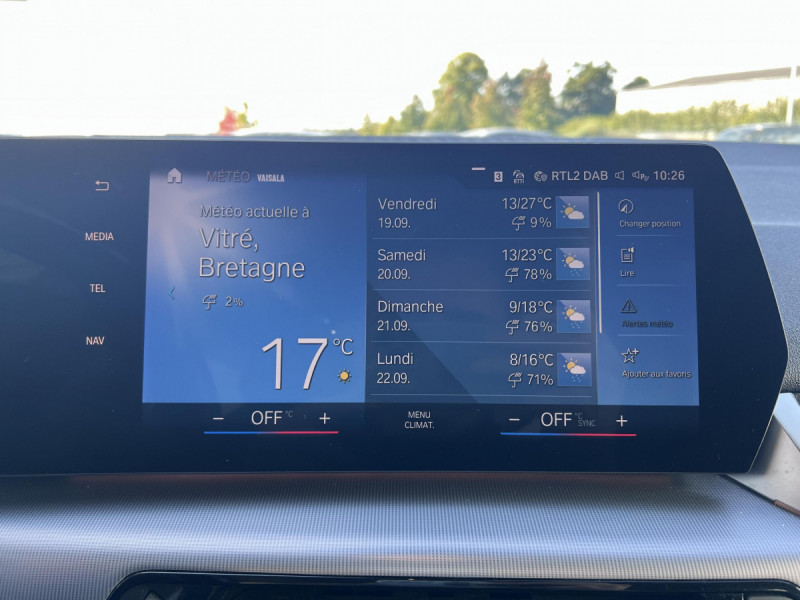 MÉTÉO VAISALA
3 RTTI RTL2 DAB 10:26
MEDIA
TEL
NAV
Météo actuelle à
Vitré,
Bretagne
2%
17°C
Vendredi 13/27°C
19.09. 9%
Samedi 13/23°C
20.09. 78%
Dimanche 9/18°C
21.09. 76%
Lundi 8/16°C
22.09. 71%
Changer position
Lire
Alertes météo
Ajouter aux favoris
− OFF °C +
MENU
CLIMAT.
− OFF °C +
SYNC